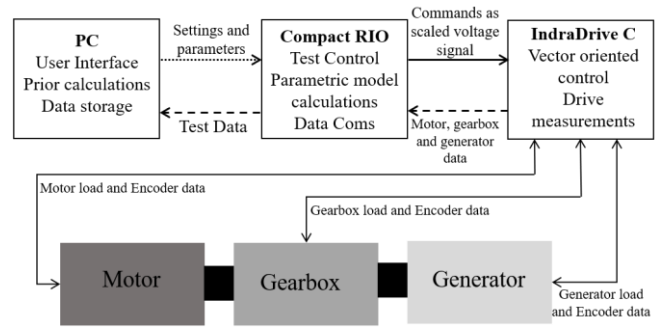 PC
User Interface
Prior calculations
Data storage
Settings and
parameters
Test Data
Compact RIO
Test Control
Parametric model
calculations
Data Coms
Commands as
scaled voltage
signal
Motor, gearbox
and generator
data
IndraDrive C
Vector oriented
control
Drive
measurements
Motor load and Encoder data
Gearbox load and Encoder data
Generator load
and Encoder data
Motor
Gearbox
Generator